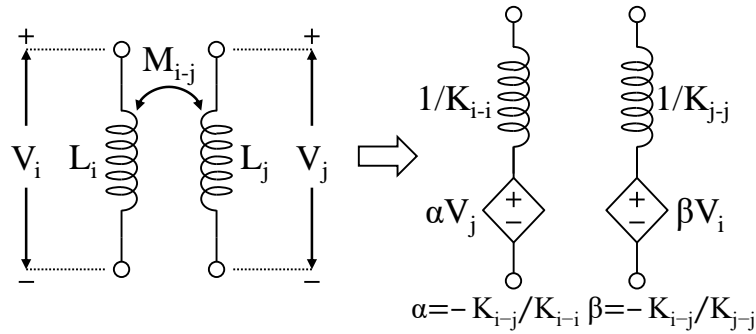 +
+
M_{i-j}
V_i
L_i
L_j
V_j
−
−
1/K_{i-i}
1/K_{j-j}
αV_j
+
−
+
−
βV_i
α=− K_{i−j}/K_{i−i}
β=− K_{i−j}/K_{j−j}